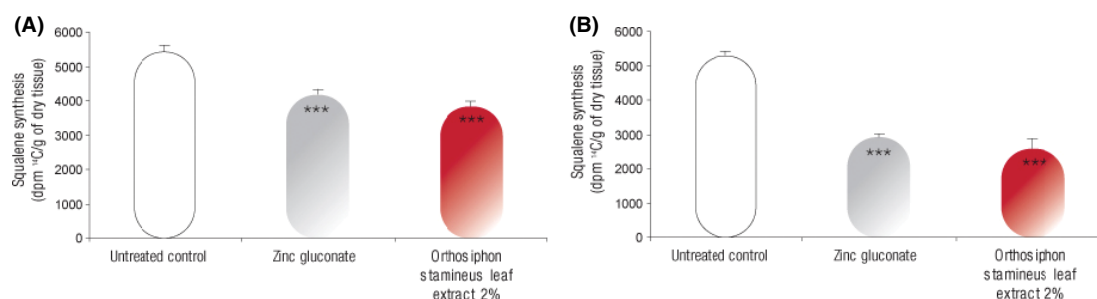 (A)
Squalene synthesis
(dpm ¹⁴C/g of dry tissue)
6000
5000
4000
3000
2000
1000
0
***
***
Untreated control
Zinc gluconate
Orthosiphon
stamineus leaf
extract 2%
(B)
Squalene synthesis
(dpm ¹⁴C/g of dry tissue)
6000
5000
4000
3000
2000
1000
0
***
***
Untreated control
Zinc gluconate
Orthosiphon
stamineus leaf
extract 2%